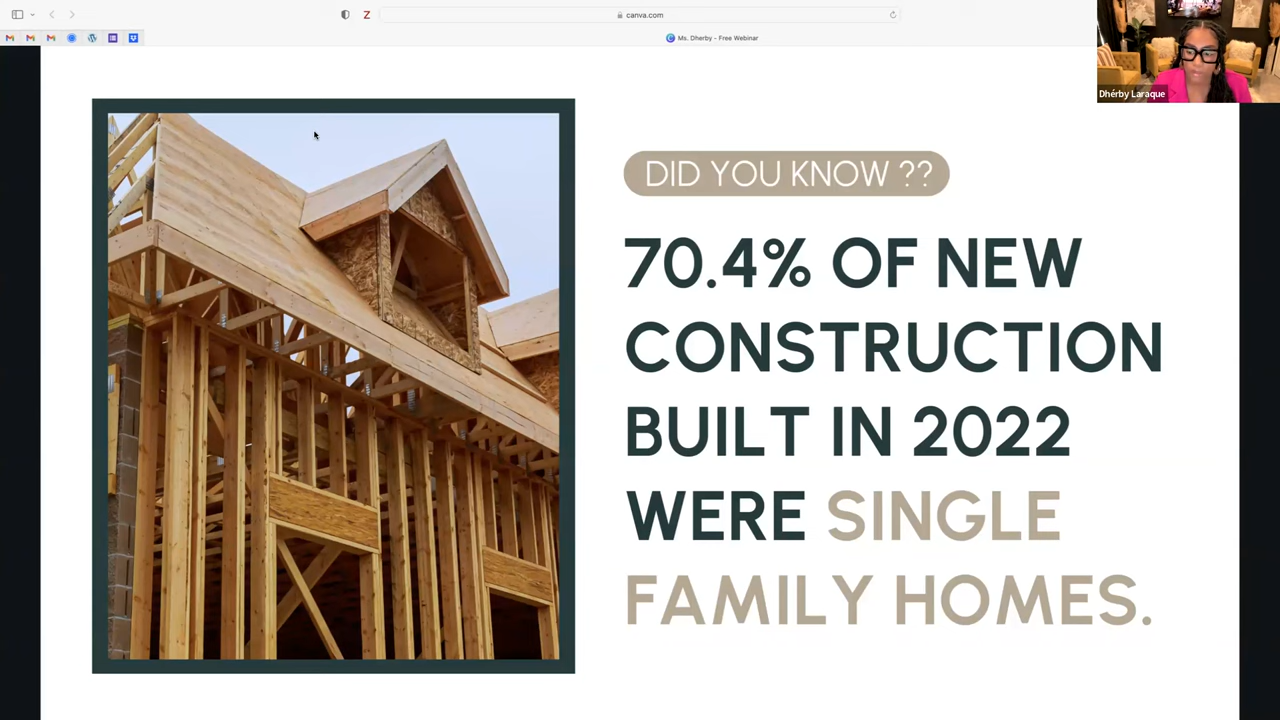 canva.com
Ms. Dherby - Free Webinar
Dhérby Laraque
DID YOU KNOW ??
70.4% OF NEW
CONSTRUCTION
BUILT IN 2022
WERE SINGLE
FAMILY HOMES.